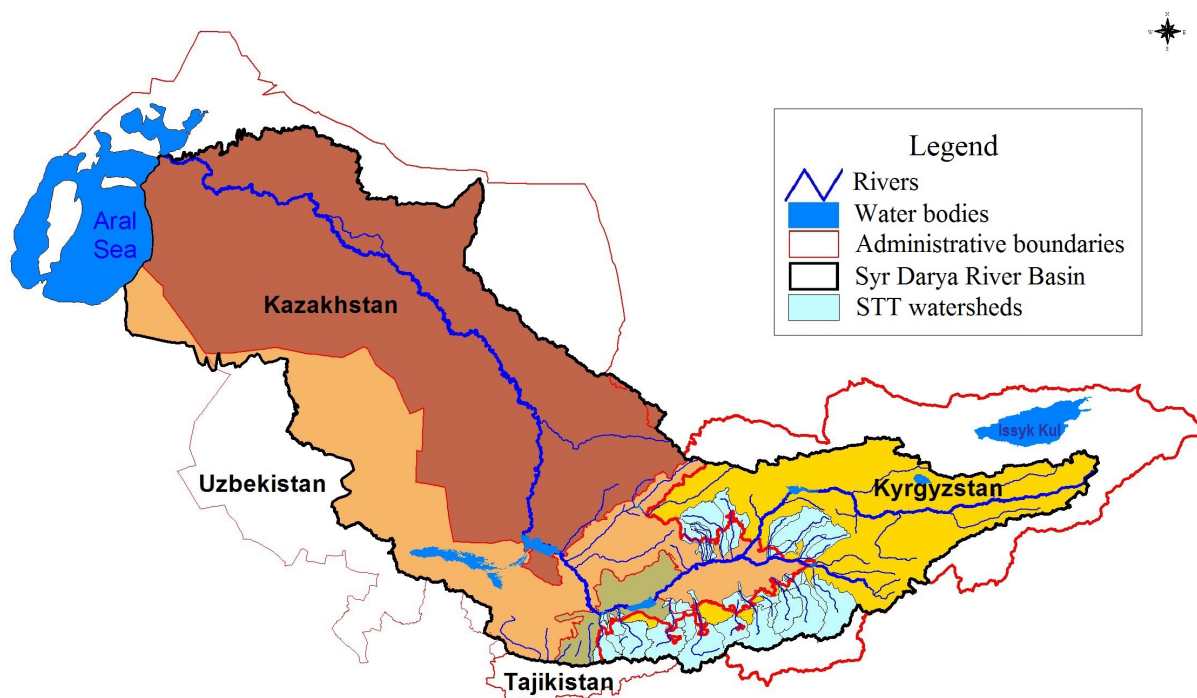 N
W
E
S
Legend
Rivers
Water bodies
Administrative boundaries
Syr Darya River Basin
STT watersheds
Aral
Sea
Kazakhstan
Issyk Kul
Uzbekistan
Kyrgyzstan
Tajikistan